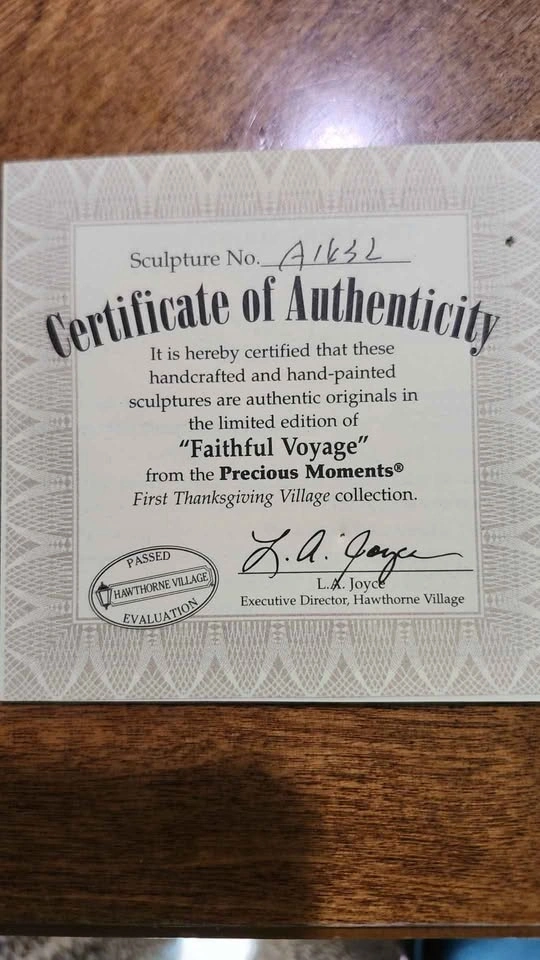 Sculpture No. A1632
Certificate of Authenticity
It is hereby certified that these
handcrafted and hand-painted
sculptures are authentic originals in
the limited edition of
“Faithful Voyage”
from the Precious Moments®
First Thanksgiving Village collection.
L. A. Joyce
L.A. Joyce
Executive Director, Hawthorne Village
PASSED
HAWTHORNE VILLAGE
EVALUATION